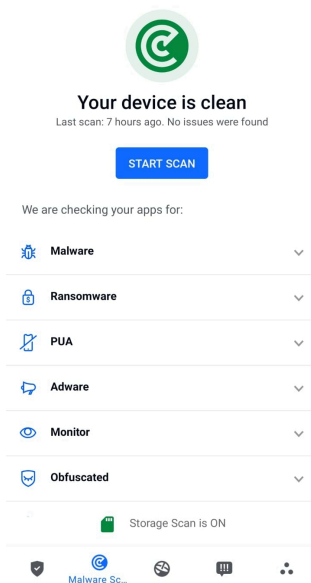 Your device is clean
Last scan: 7 hours ago. No issues were found
START SCAN
We are checking your apps for:
Malware
Ransomware
PUA
Adware
Monitor
Obfuscated
Storage Scan is ON
Malware Sc...